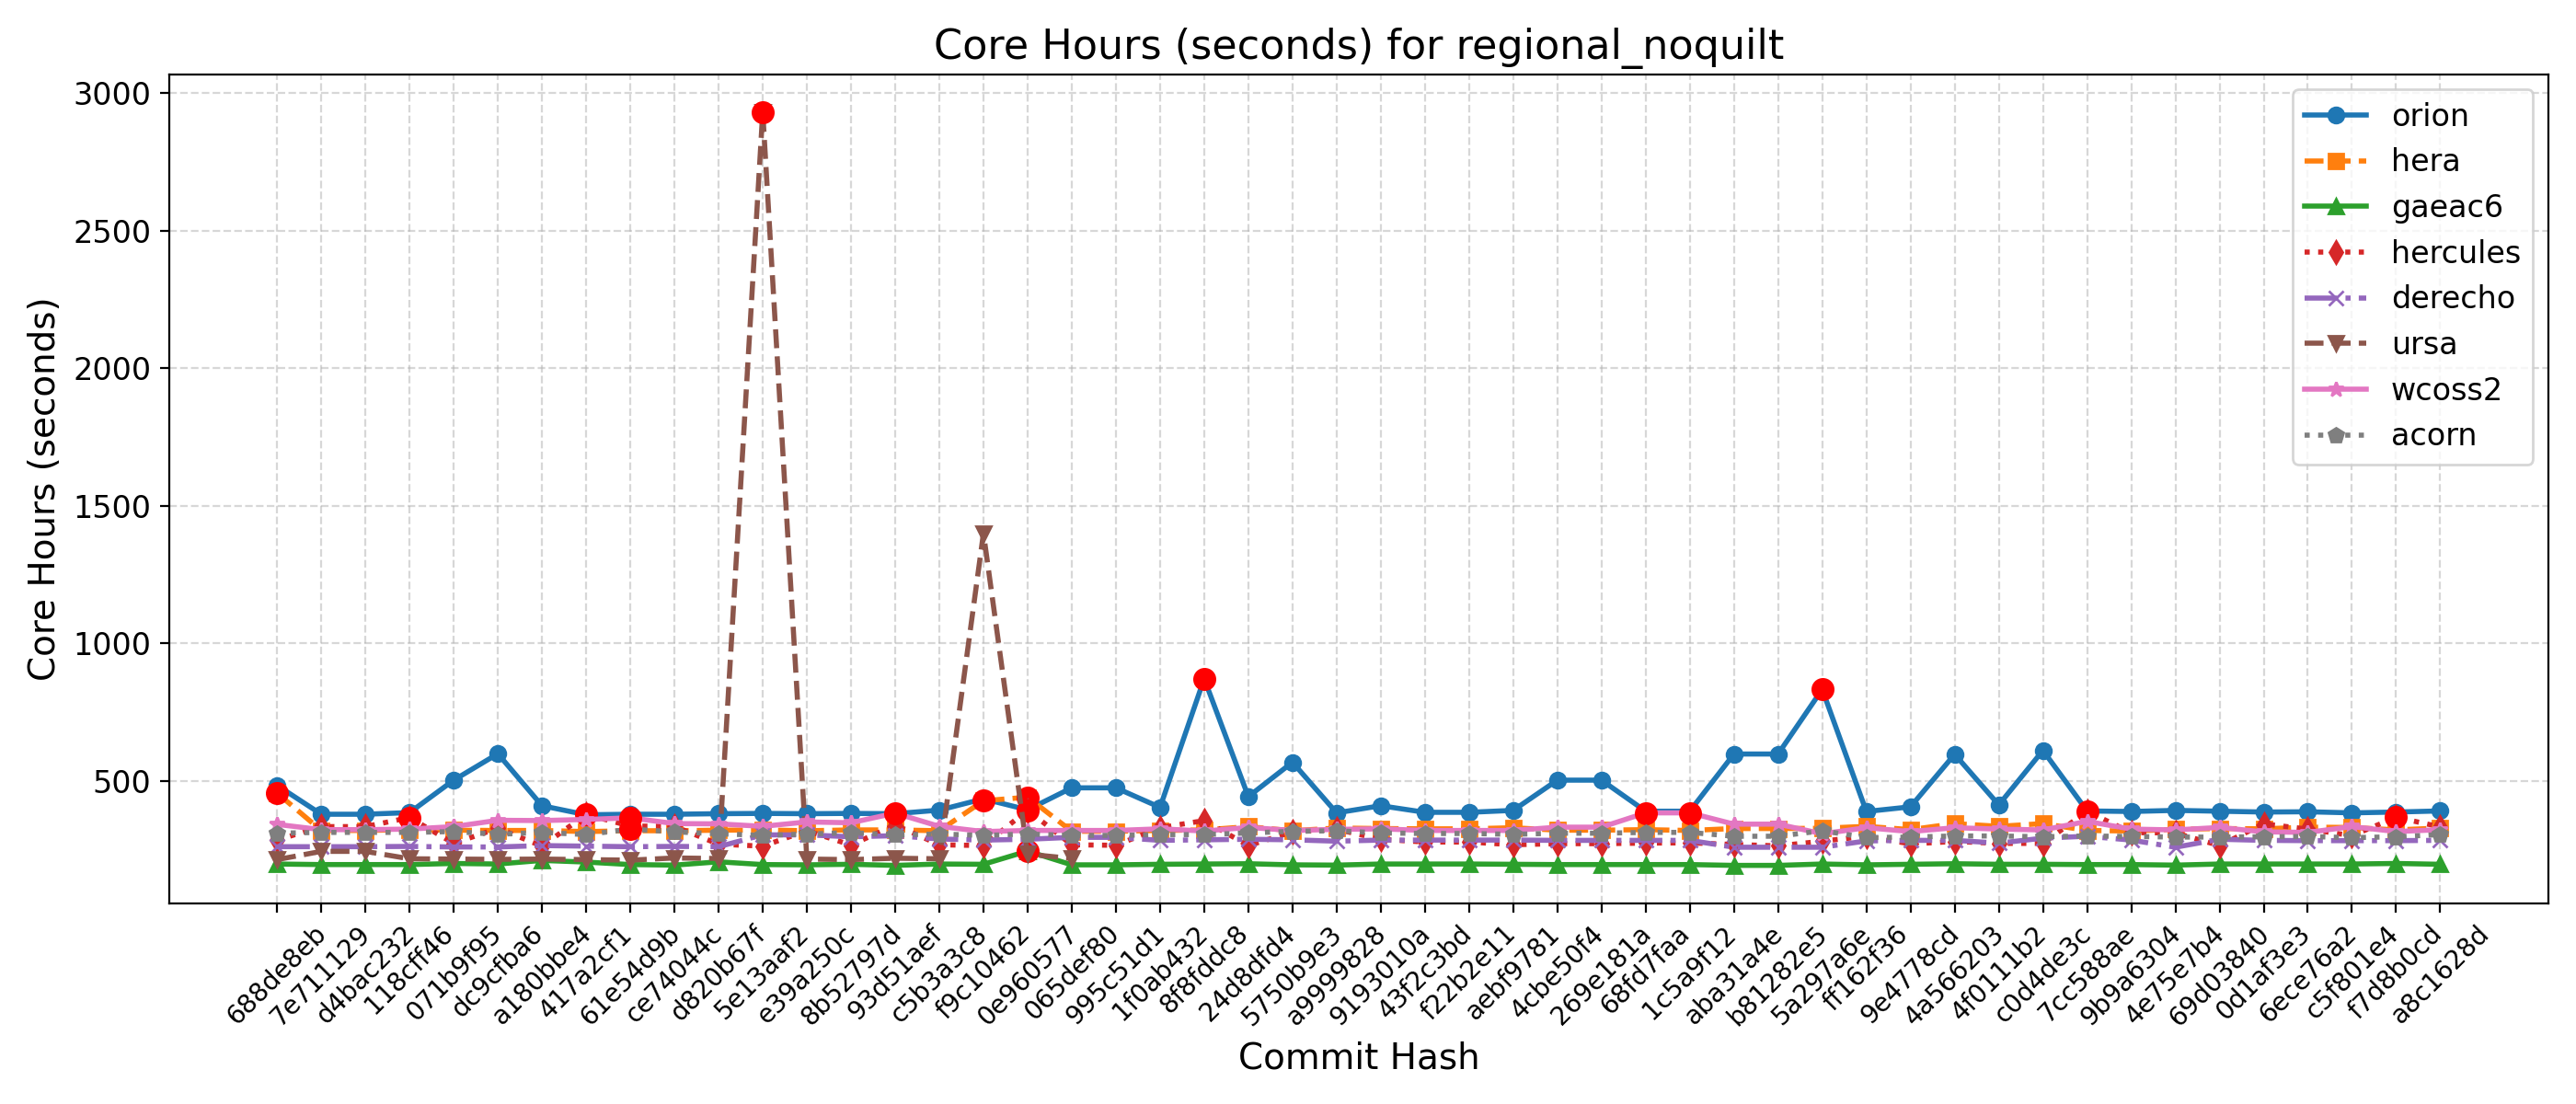 Core Hours (seconds) for regional_noquilt
Core Hours (seconds)
3000
2500
2000
1500
1000
500
orion
hera
gaeac6
hercules
derecho
ursa
wcoss2
acorn
688de8eb
7e711129
d4bac232
118cff46
071b9f95
dc9cfba6
a180bbe4
417a2cf1
61e54d9b
ce74044c
d820b67f
5e13aaf2
e39a250c
8b52797d
93d51aef
c5b3a3c8
f9c10462
0e960577
065def80
995c51d1
1f0ab432
8f8fddc8
24d8dfd4
5750b9e3
a9999828
9193010a
43f2c3bd
f22b2e11
aebf9781
4cbe50f4
269e181a
68fd7faa
1c5a9f12
aba31a4e
b81282e5
5a297a6e
ff162f36
9e4778cd
4a566203
4f0111b2
c0d4de3c
7cc588ae
9b9a6304
4e75e7b4
69d03840
0d1af3e3
6ece76a2
c5f801e4
f7d8b0cd
a8c1628d
Commit Hash